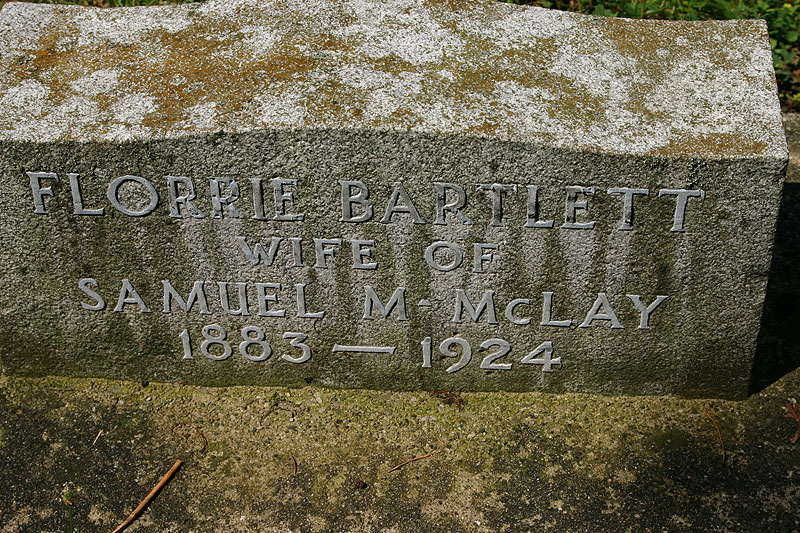 FLORRIE BARTLETT
WIFE OF
SAMUEL M· McLAY
1883 — 1924